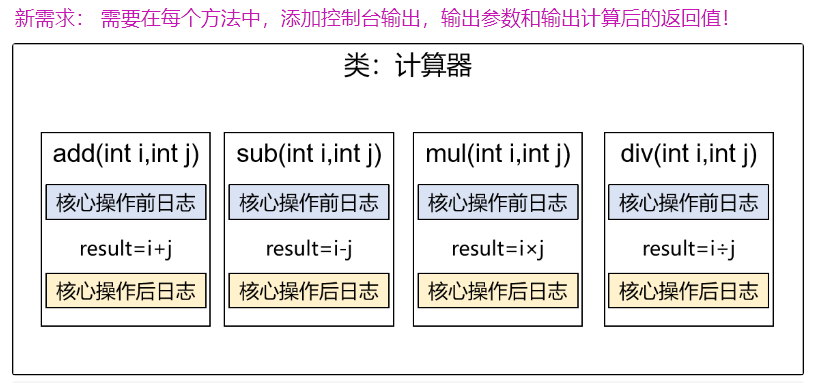 新需求： 需要在每个方法中，添加控制台输出，输出参数和输出计算后的返回值！
类：计算器
add(int i,int j) sub(int i,int j) mul(int i,int j) div(int i,int j)
核心操作前日志 核心操作前日志 核心操作前日志 核心操作前日志
result=i+j result=i-j result=i×j result=i÷j
核心操作后日志 核心操作后日志 核心操作后日志 核心操作后日志